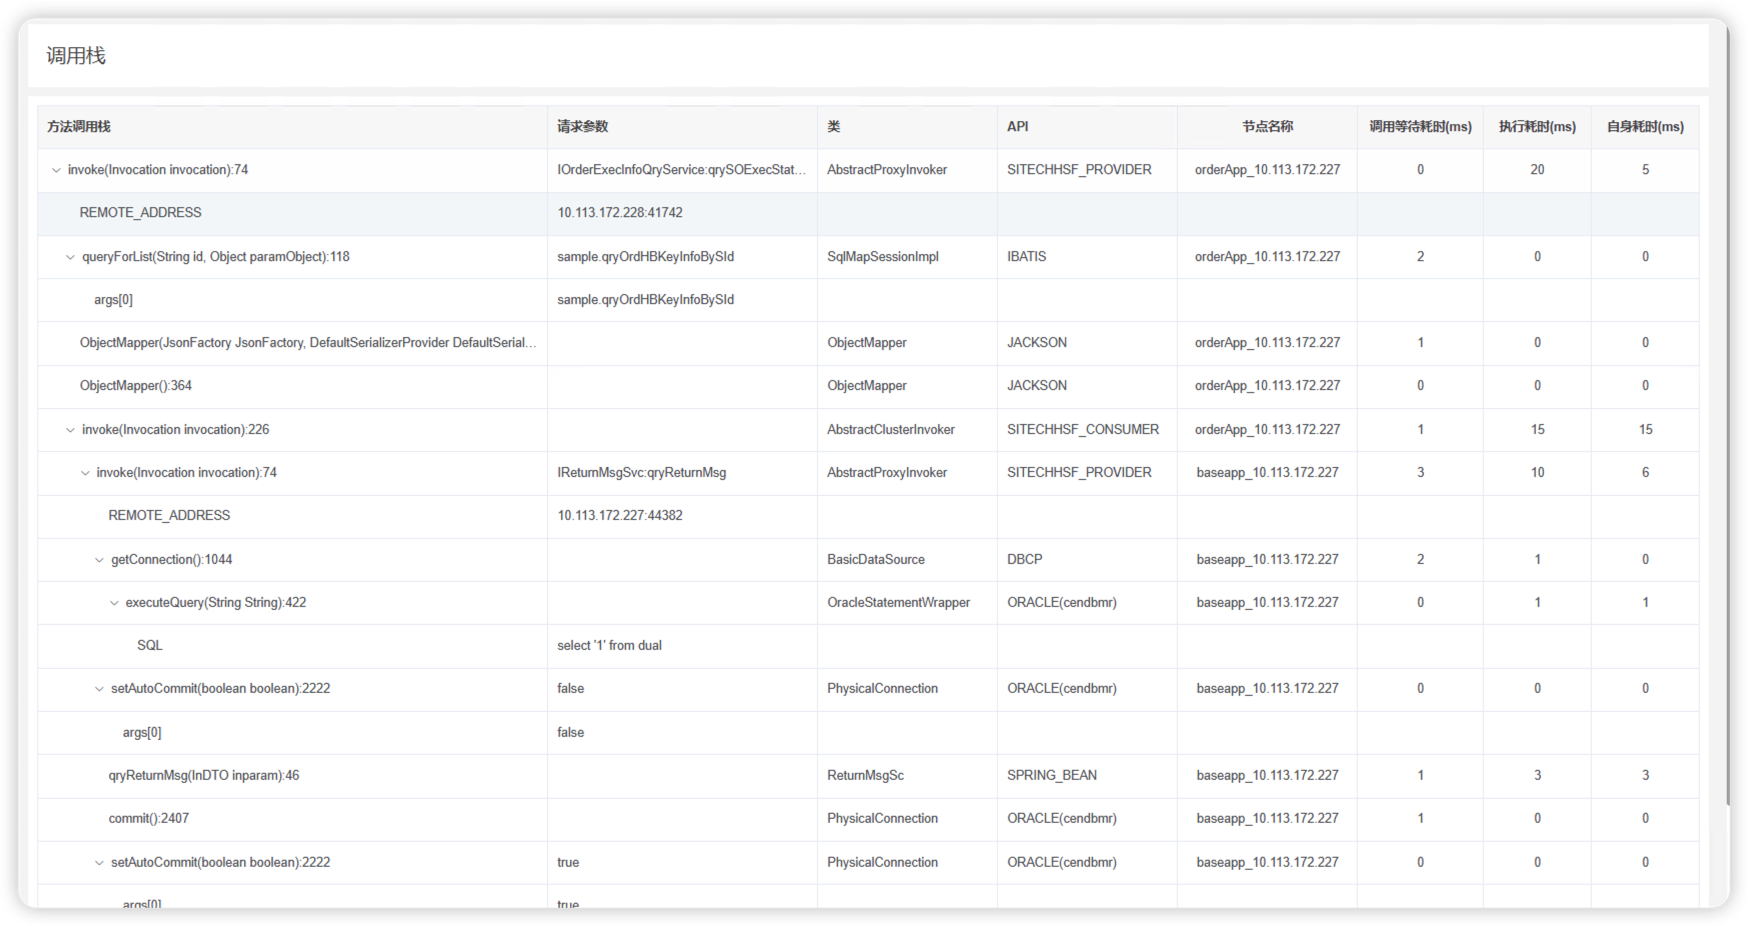 调用栈
方法调用栈 请求参数 类 API 节点名称 调用等待耗时(ms) 执行耗时(ms) 自身耗时(ms)
invoke(Invocation invocation):74 IOrderExecInfoQryService:qrySOExecStat... AbstractProxyInvoker SITECHHSF_PROVIDER orderApp_10.113.172.227 0 20 5
REMOTE_ADDRESS 10.113.172.228:41742
queryForList(String id, Object paramObject):118 sample.qryOrdHBKeyInfoBySId SqlMapSessionImpl IBATIS orderApp_10.113.172.227 2 0 0
args[0] sample.qryOrdHBKeyInfoBySId
ObjectMapper(JsonFactory JsonFactory, DefaultSerializerProvider DefaultSerial... ObjectMapper JACKSON orderApp_10.113.172.227 1 0 0
ObjectMapper():364 ObjectMapper JACKSON orderApp_10.113.172.227 0 0 0
invoke(Invocation invocation):226 AbstractClusterInvoker SITECHHSF_CONSUMER orderApp_10.113.172.227 1 15 15
invoke(Invocation invocation):74 IReturnMsgSvc:qryReturnMsg AbstractProxyInvoker SITECHHSF_PROVIDER baseapp_10.113.172.227 3 10 6
REMOTE_ADDRESS 10.113.172.227:44382
getConnection():1044 BasicDataSource DBCP baseapp_10.113.172.227 2 1 0
executeQuery(String String):422 OracleStatementWrapper ORACLE(cendbmr) baseapp_10.113.172.227 0 1 1
SQL select '1' from dual
setAutoCommit(boolean boolean):2222 false PhysicalConnection ORACLE(cendbmr) baseapp_10.113.172.227 0 0 0
args[0] false
qryReturnMsg(InDTO inparam):46 ReturnMsgSc SPRING_BEAN baseapp_10.113.172.227 1 3 3
commit():2407 PhysicalConnection ORACLE(cendbmr) baseapp_10.113.172.227 1 0 0
setAutoCommit(boolean boolean):2222 true PhysicalConnection ORACLE(cendbmr) baseapp_10.113.172.227 0 0 0
args[0] true